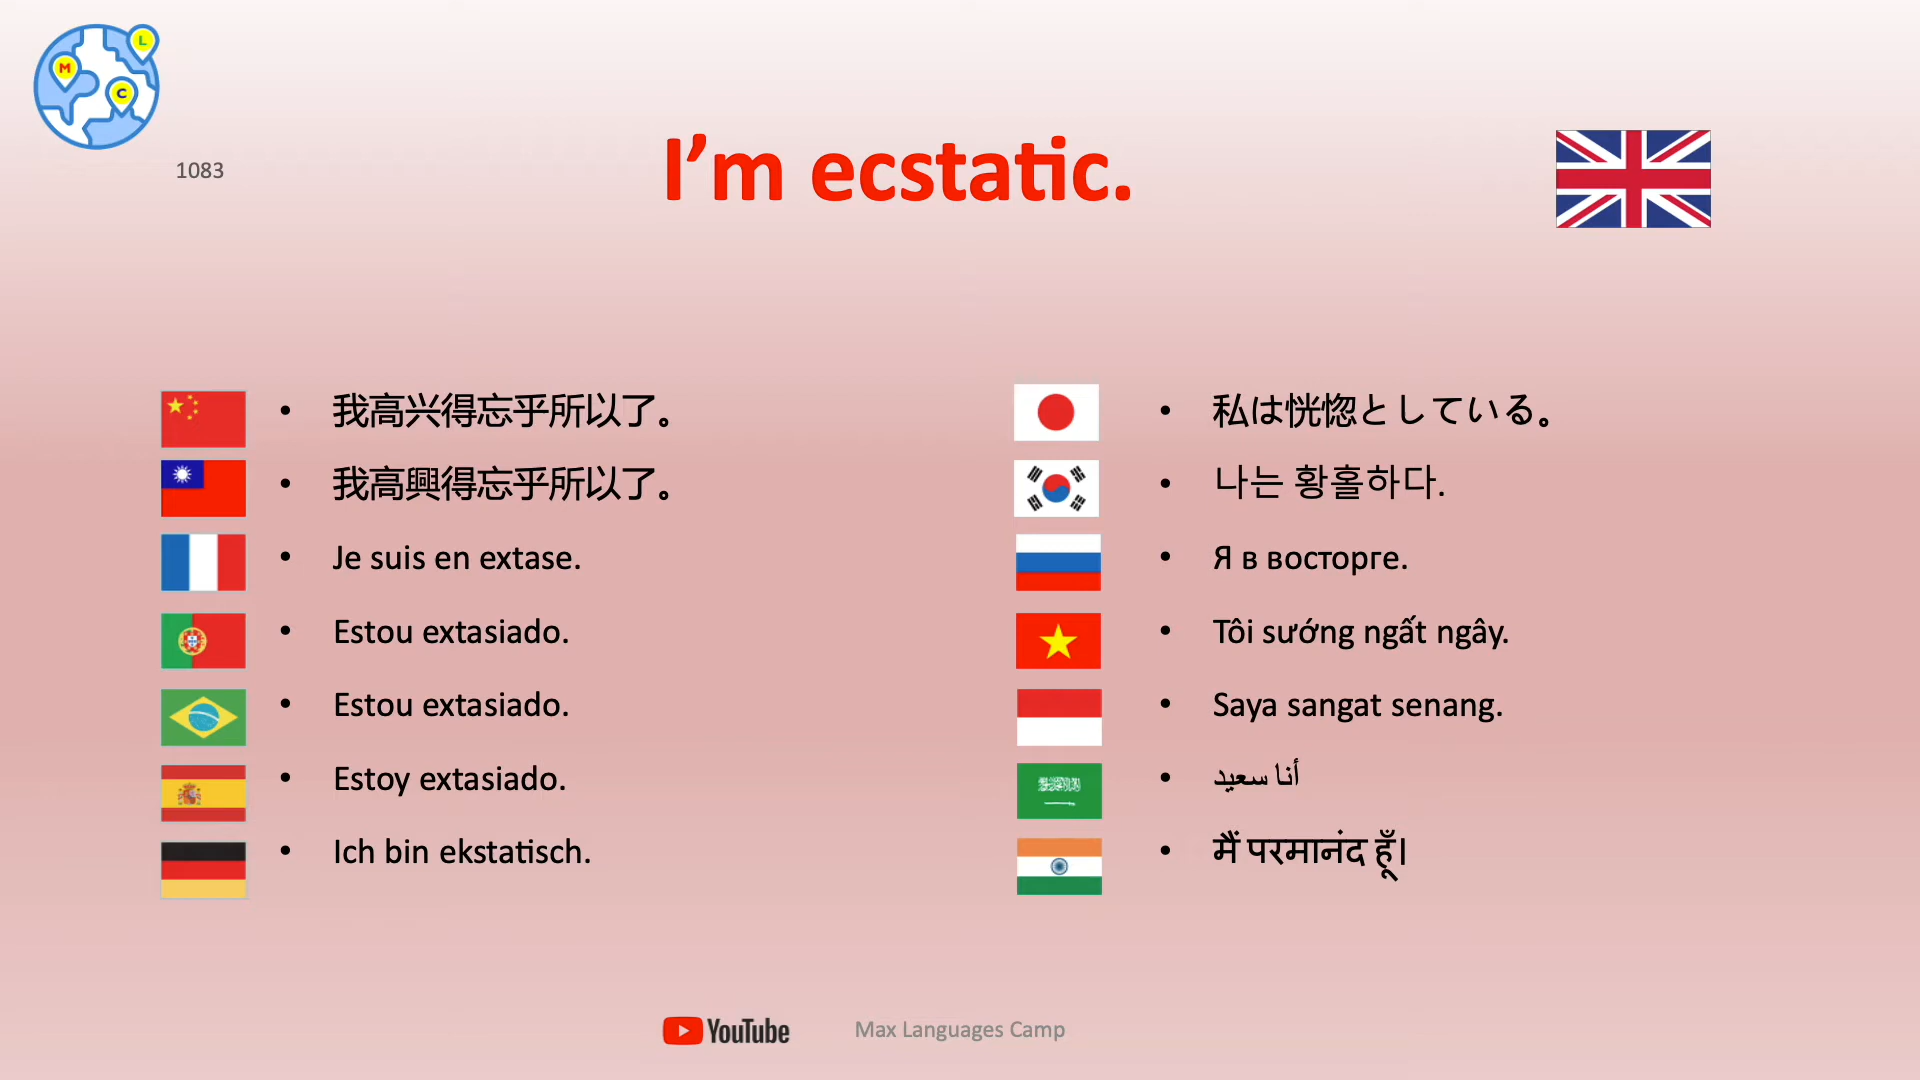 L
M
C
1083
I’m ecstatic.
我高兴得忘乎所以了。
我高興得忘乎所以了。
Je suis en extase.
Estou extasiado.
Estou extasiado.
Estoy extasiado.
Ich bin ekstatisch.
私は恍惚としている。
나는 황홀하다.
Я в восторге.
Tôi sướng ngất ngây.
Saya sangat senang.
أنا سعيد
मैं परमानंद हूँ।
YouTube
Max Languages Camp